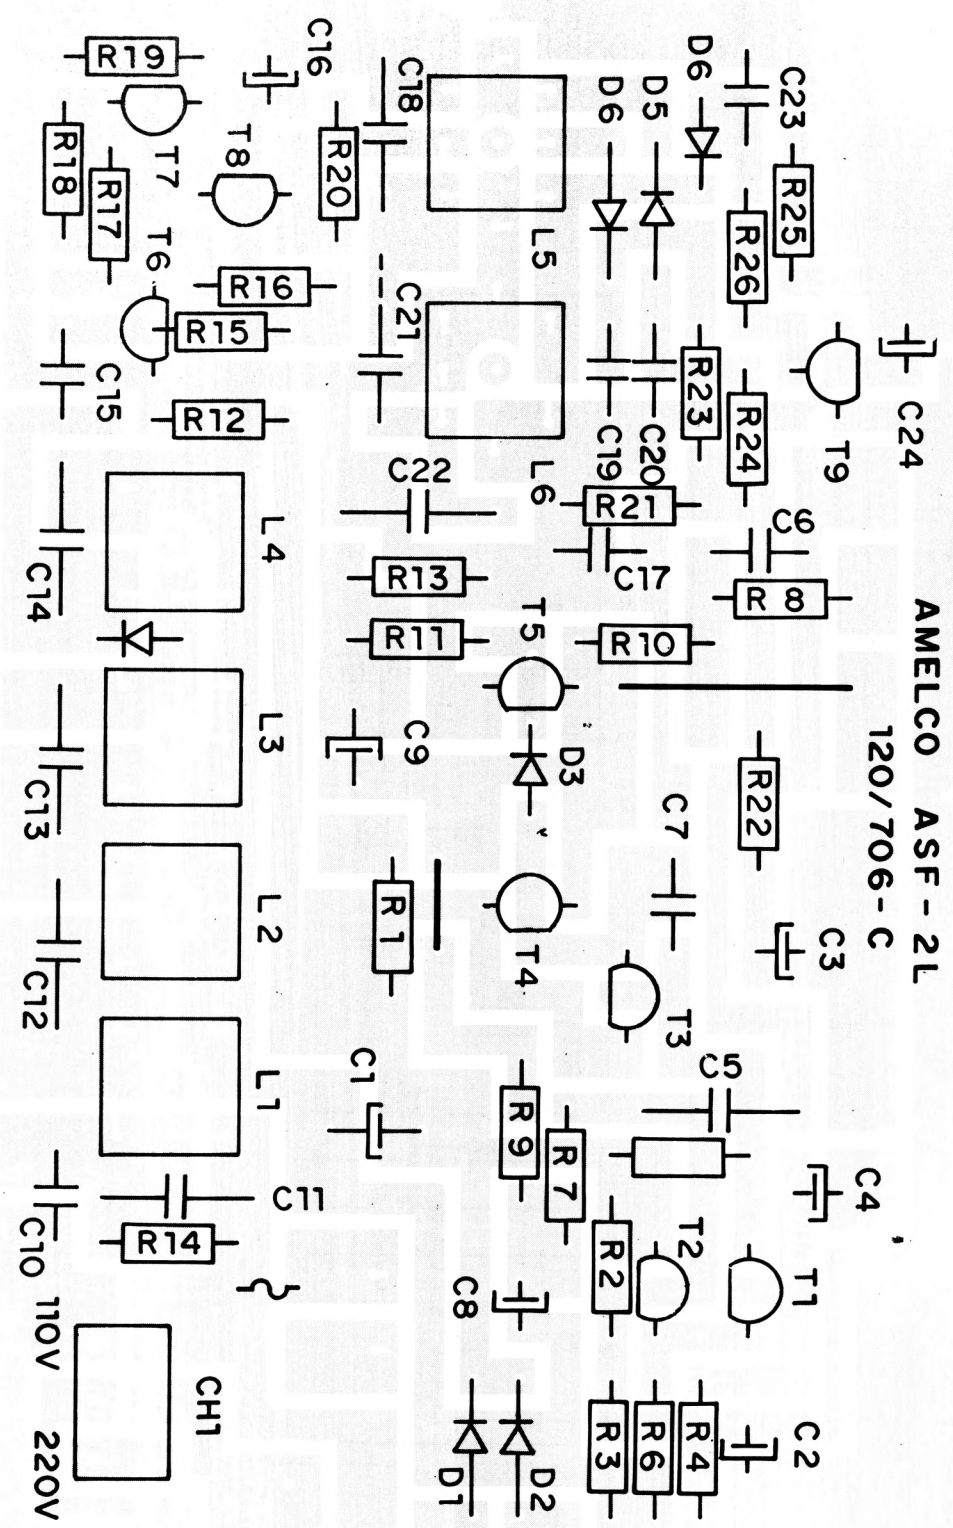 AMELCO ASF-2L
120/706-C
R19
C16
C18
D6
D6
D5
C23
R25
R18
T7
R17
T8
R20
L5
R26
T6
R16
R15
C21
C15
R12
R23
R24
T9
C24
C22
L6
C19
C20
R21
C6
C17
L4
C14
R13
T5
R8
R11
R10
L3
C9
D3
C13
R22
C7
L2
R1
T4
C12
C3
T3
C5
L1
C1
R9
R7
C4
C11
C10
R14
R2
T2
T1
C8
110V
CH1
220V
R3
R6
R4
C2
D1
D2